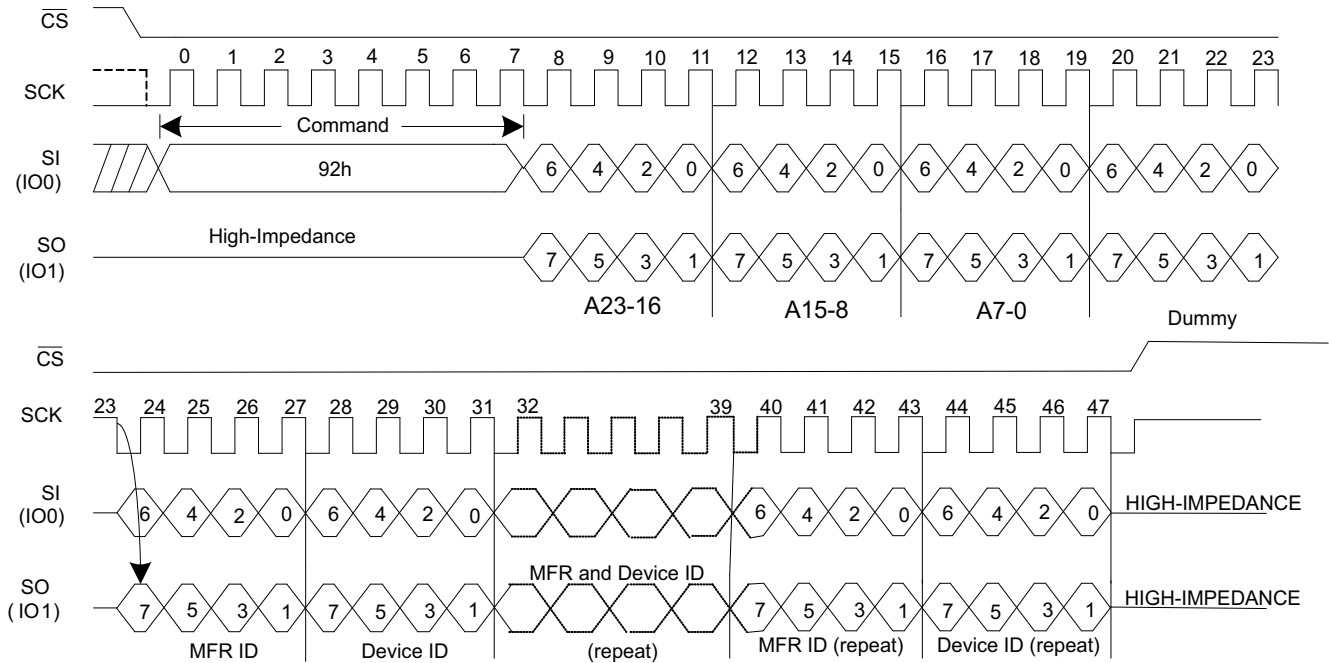 CS
0 1 2 3 4 5 6 7 8 9 10 11 12 13 14 15 16 17 18 19 20 21 22 23
SCK
Command
SI
(IO0)
92h
6 4 2 0 6 4 2 0 6 4 2 0 6 4 2 0
SO
(IO1)
High-Impedance
7 5 3 1 7 5 3 1 7 5 3 1 7 5 3 1
A23-16 A15-8 A7-0
Dummy
CS
SCK
23 24 25 26 27 28 29 30 31 32 39 40 41 42 43 44 45 46 47
SI
(IO0)
6 4 2 0 6 4 2 0 6 4 2 0 6 4 2 0
HIGH-IMPEDANCE
MFR and Device ID
SO
( IO1)
7 5 3 1 7 5 3 1 7 5 3 1 7 5 3 1
HIGH-IMPEDANCE
MFR ID Device ID (repeat) MFR ID (repeat) Device ID (repeat)